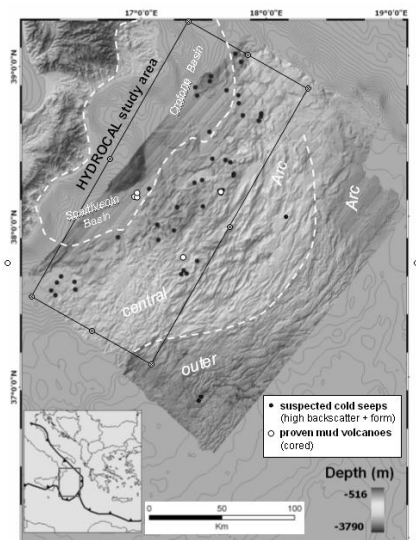 17°0'0"E 18°0'0"E 19°0'0"E
39°0'0"N
38°0'0"N
37°0'0"N
HYDROCAL study area
Crotone Basin
Spartivento
Basin
Arc
Arc
central
outer
suspected cold seeps
(high backscatter + form)
proven mud volcanoes
(cored)
Depth (m)
-516
-3790
0 50 100
Km